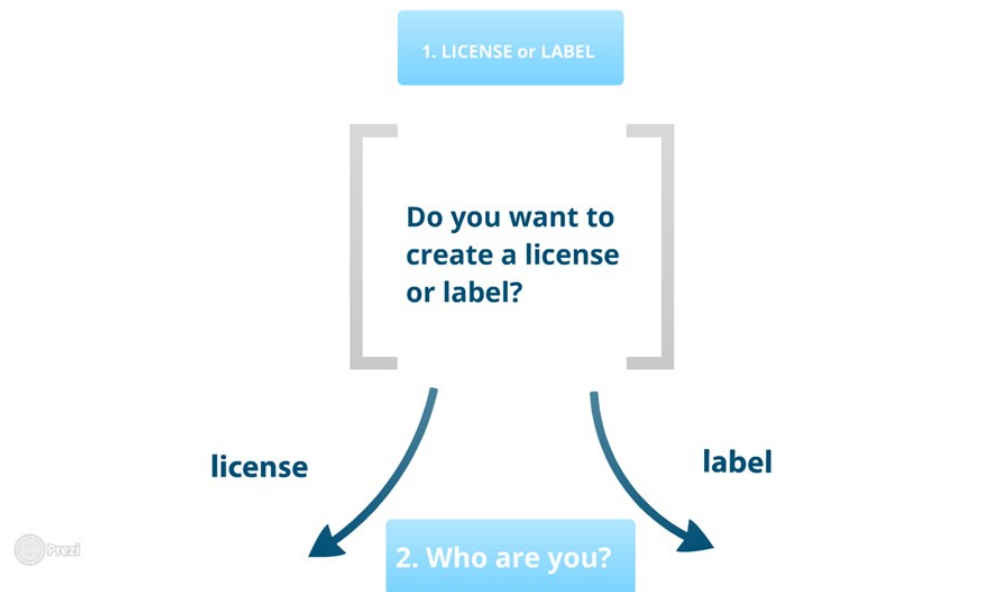 1. LICENSE or LABEL
Do you want to
create a license
or label?
license
label
2. Who are you?
Prezi